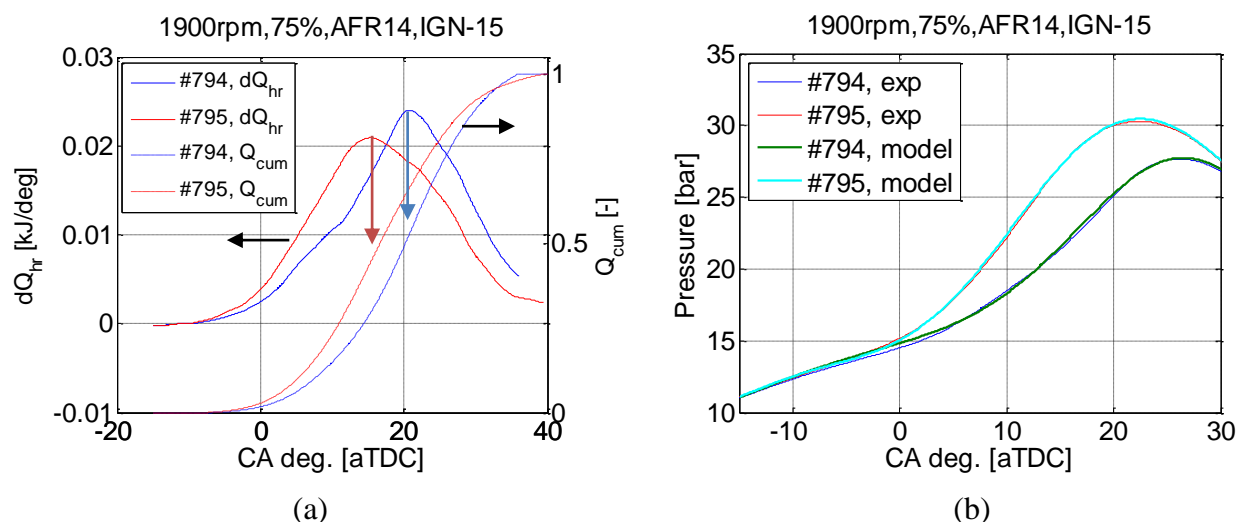 1900rpm,75%,AFR14,IGN-15
0.03
0.02
0.01
0
-0.01
dQhr [kJ/deg]
#794, dQhr
#795, dQhr
#794, Qcum
#795, Qcum
1
0.5
0
Qcum [-]
-20
0
20
40
CA deg. [aTDC]
(a)
1900rpm,75%,AFR14,IGN-15
35
30
25
20
15
10
Pressure [bar]
#794, exp
#795, exp
#794, model
#795, model
-10
0
10
20
30
CA deg. [aTDC]
(b)